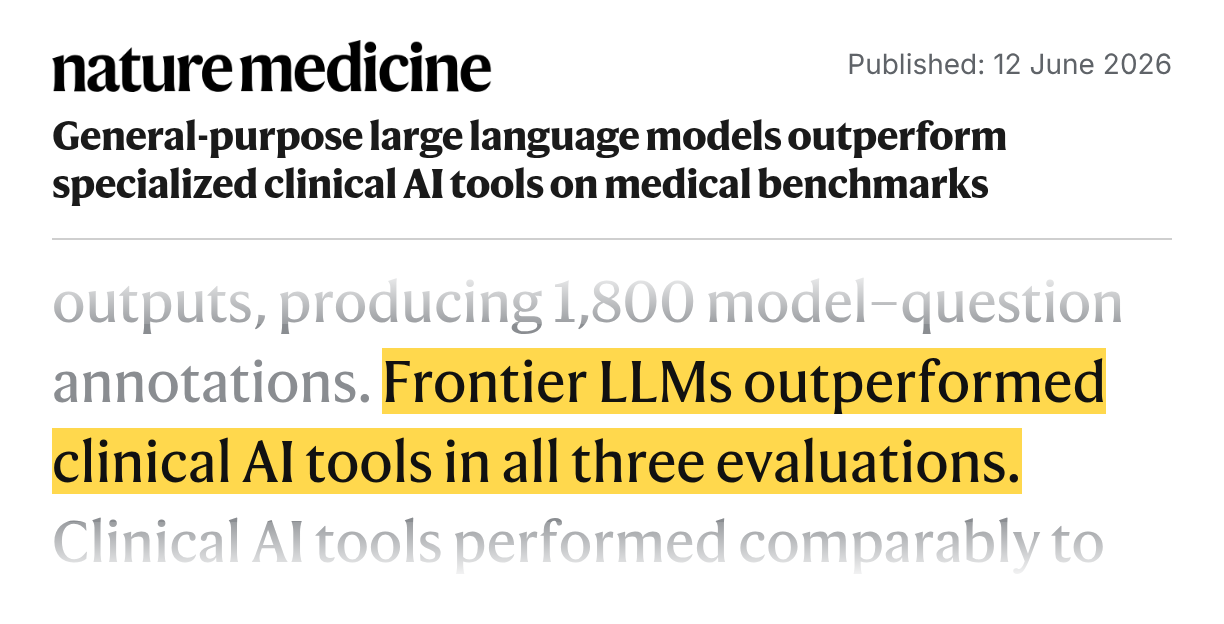 nature medicine
Published: 12 June 2026
General-purpose large language models outperform
specialized clinical AI tools on medical benchmarks
outputs, producing 1,800 model–question
annotations. Frontier LLMs outperformed
clinical AI tools in all three evaluations.
Clinical AI tools performed comparably to